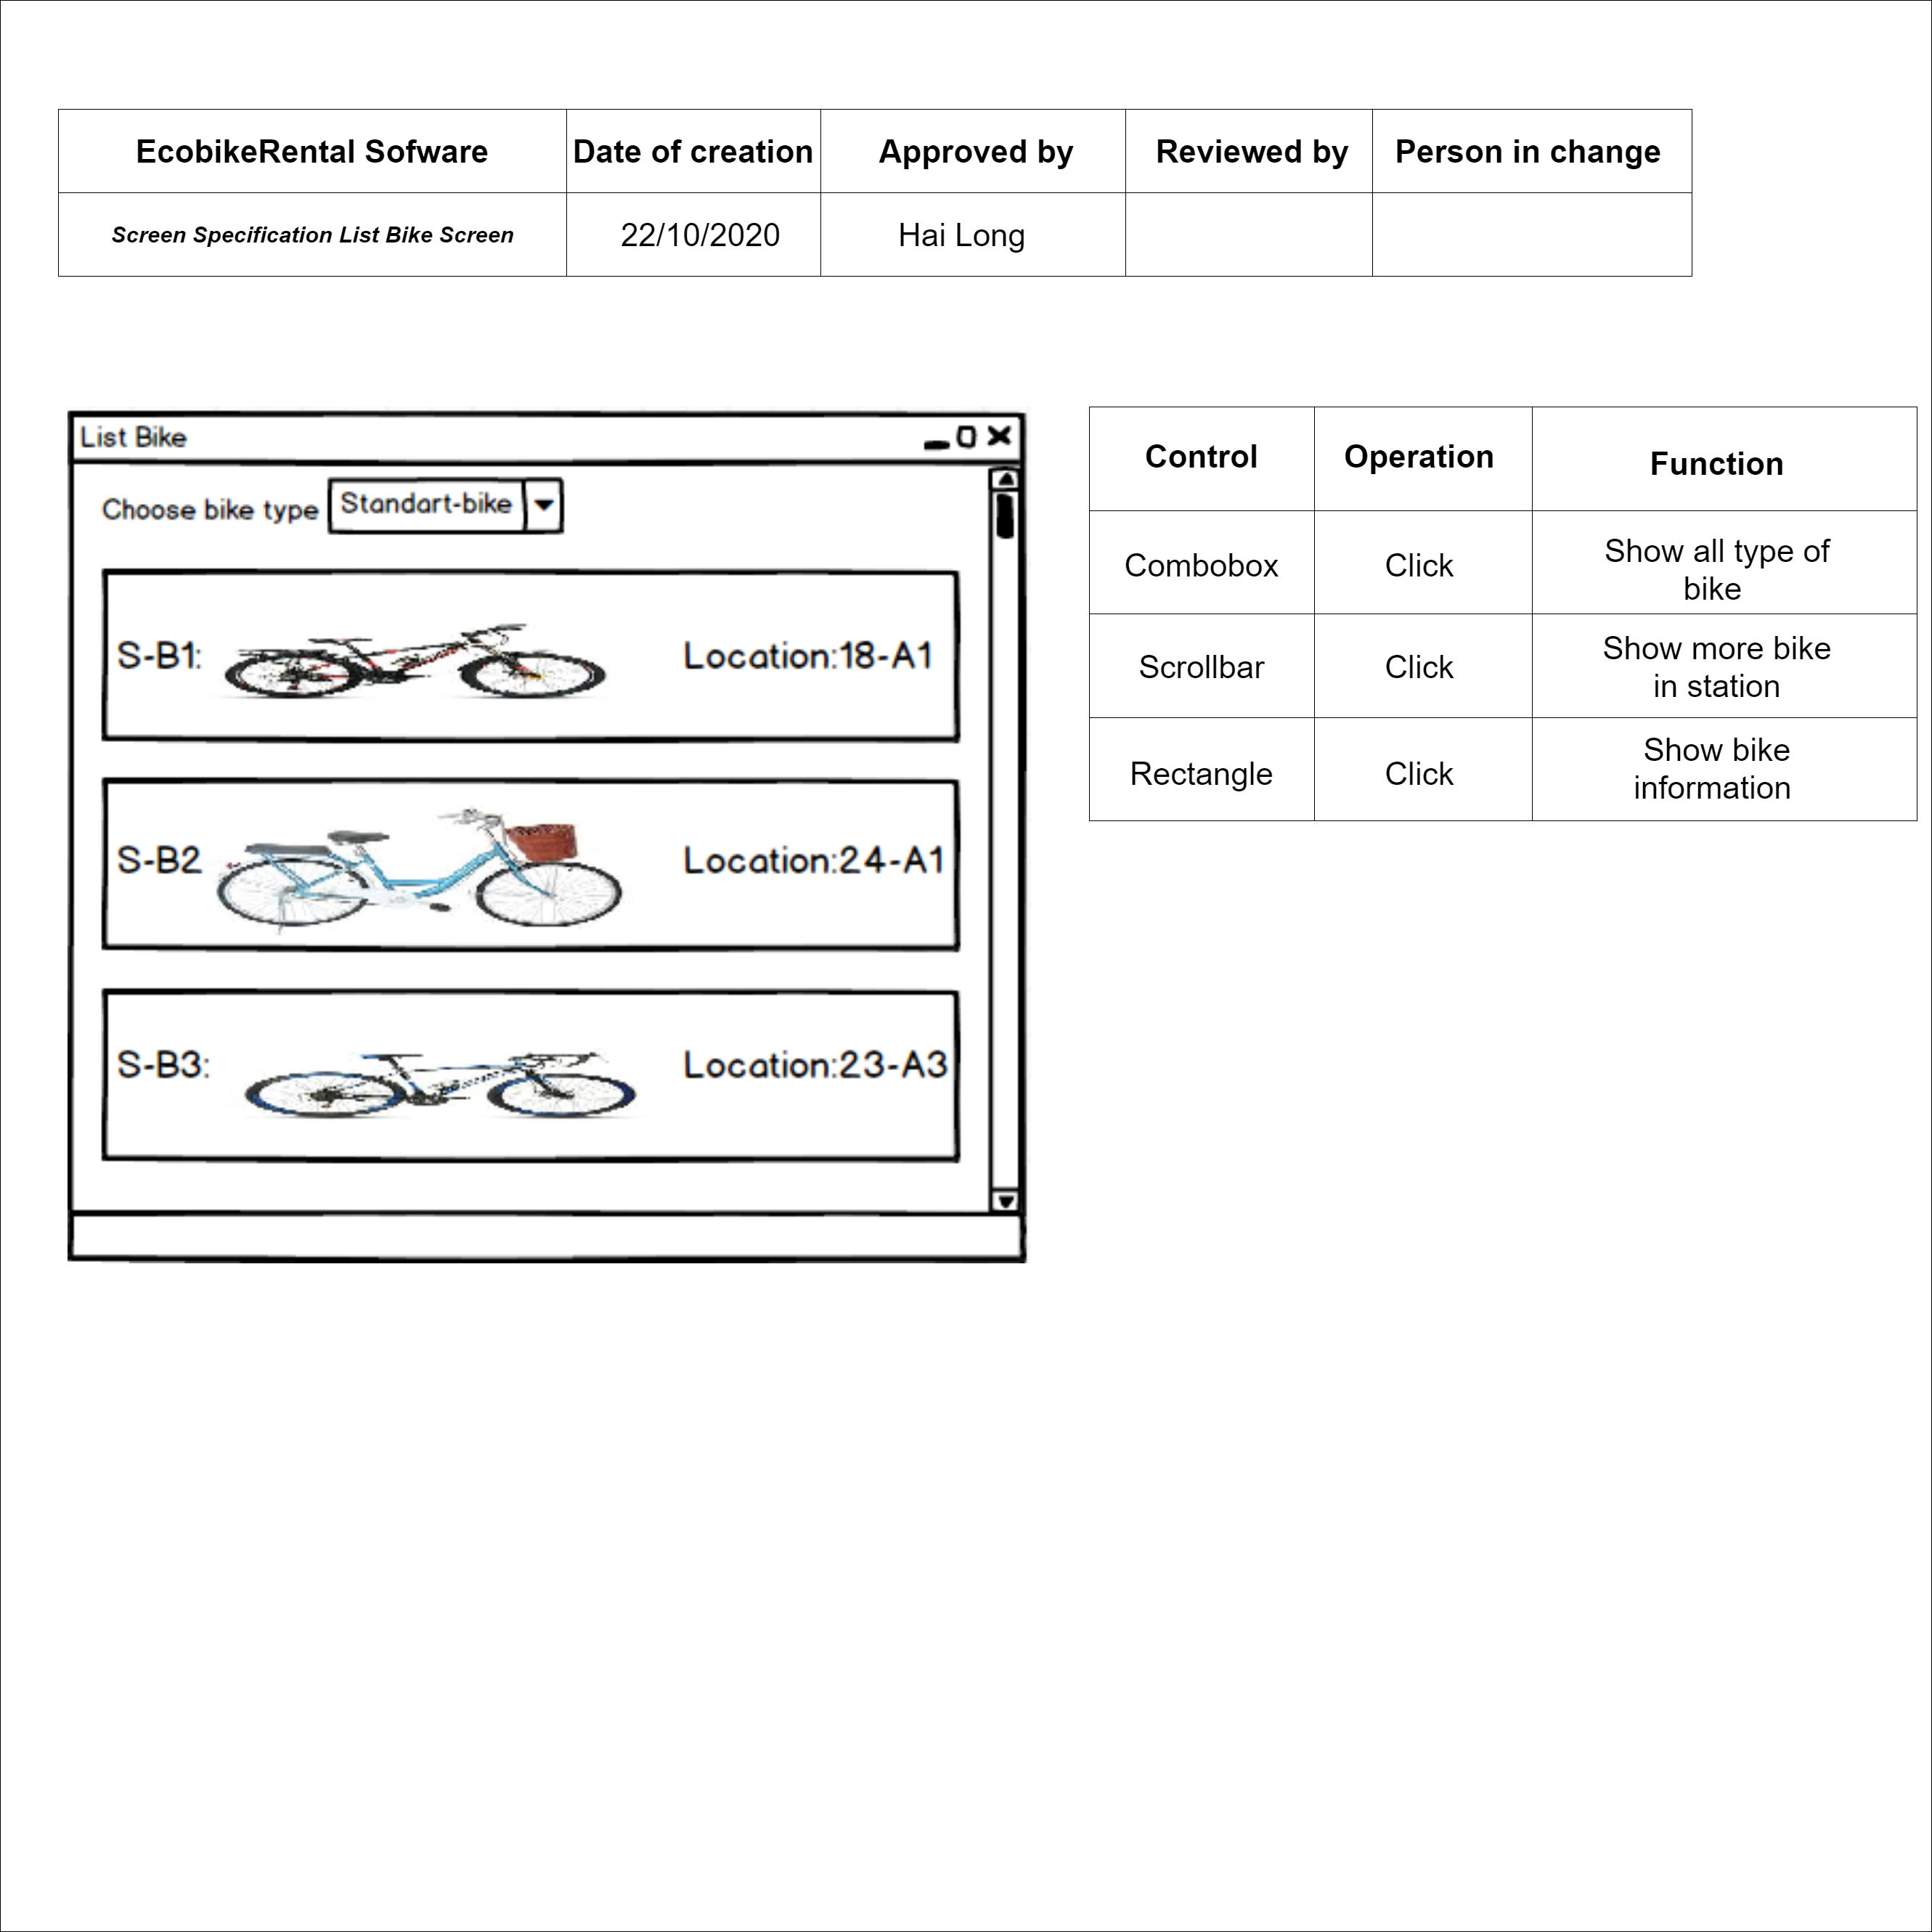 EcobikeRental Sofware
Date of creation
Approved by
Reviewed by
Person in change
Screen Specification List Bike Screen
22/10/2020
Hai Long
List Bike
Choose bike type
Standart-bike
S-B1:
Location:18-A1
S-B2
Location:24-A1
S-B3:
Location:23-A3
Control
Operation
Function
Combobox
Click
Show all type of
bike
Scrollbar
Click
Show more bike
in station
Rectangle
Click
Show bike
information